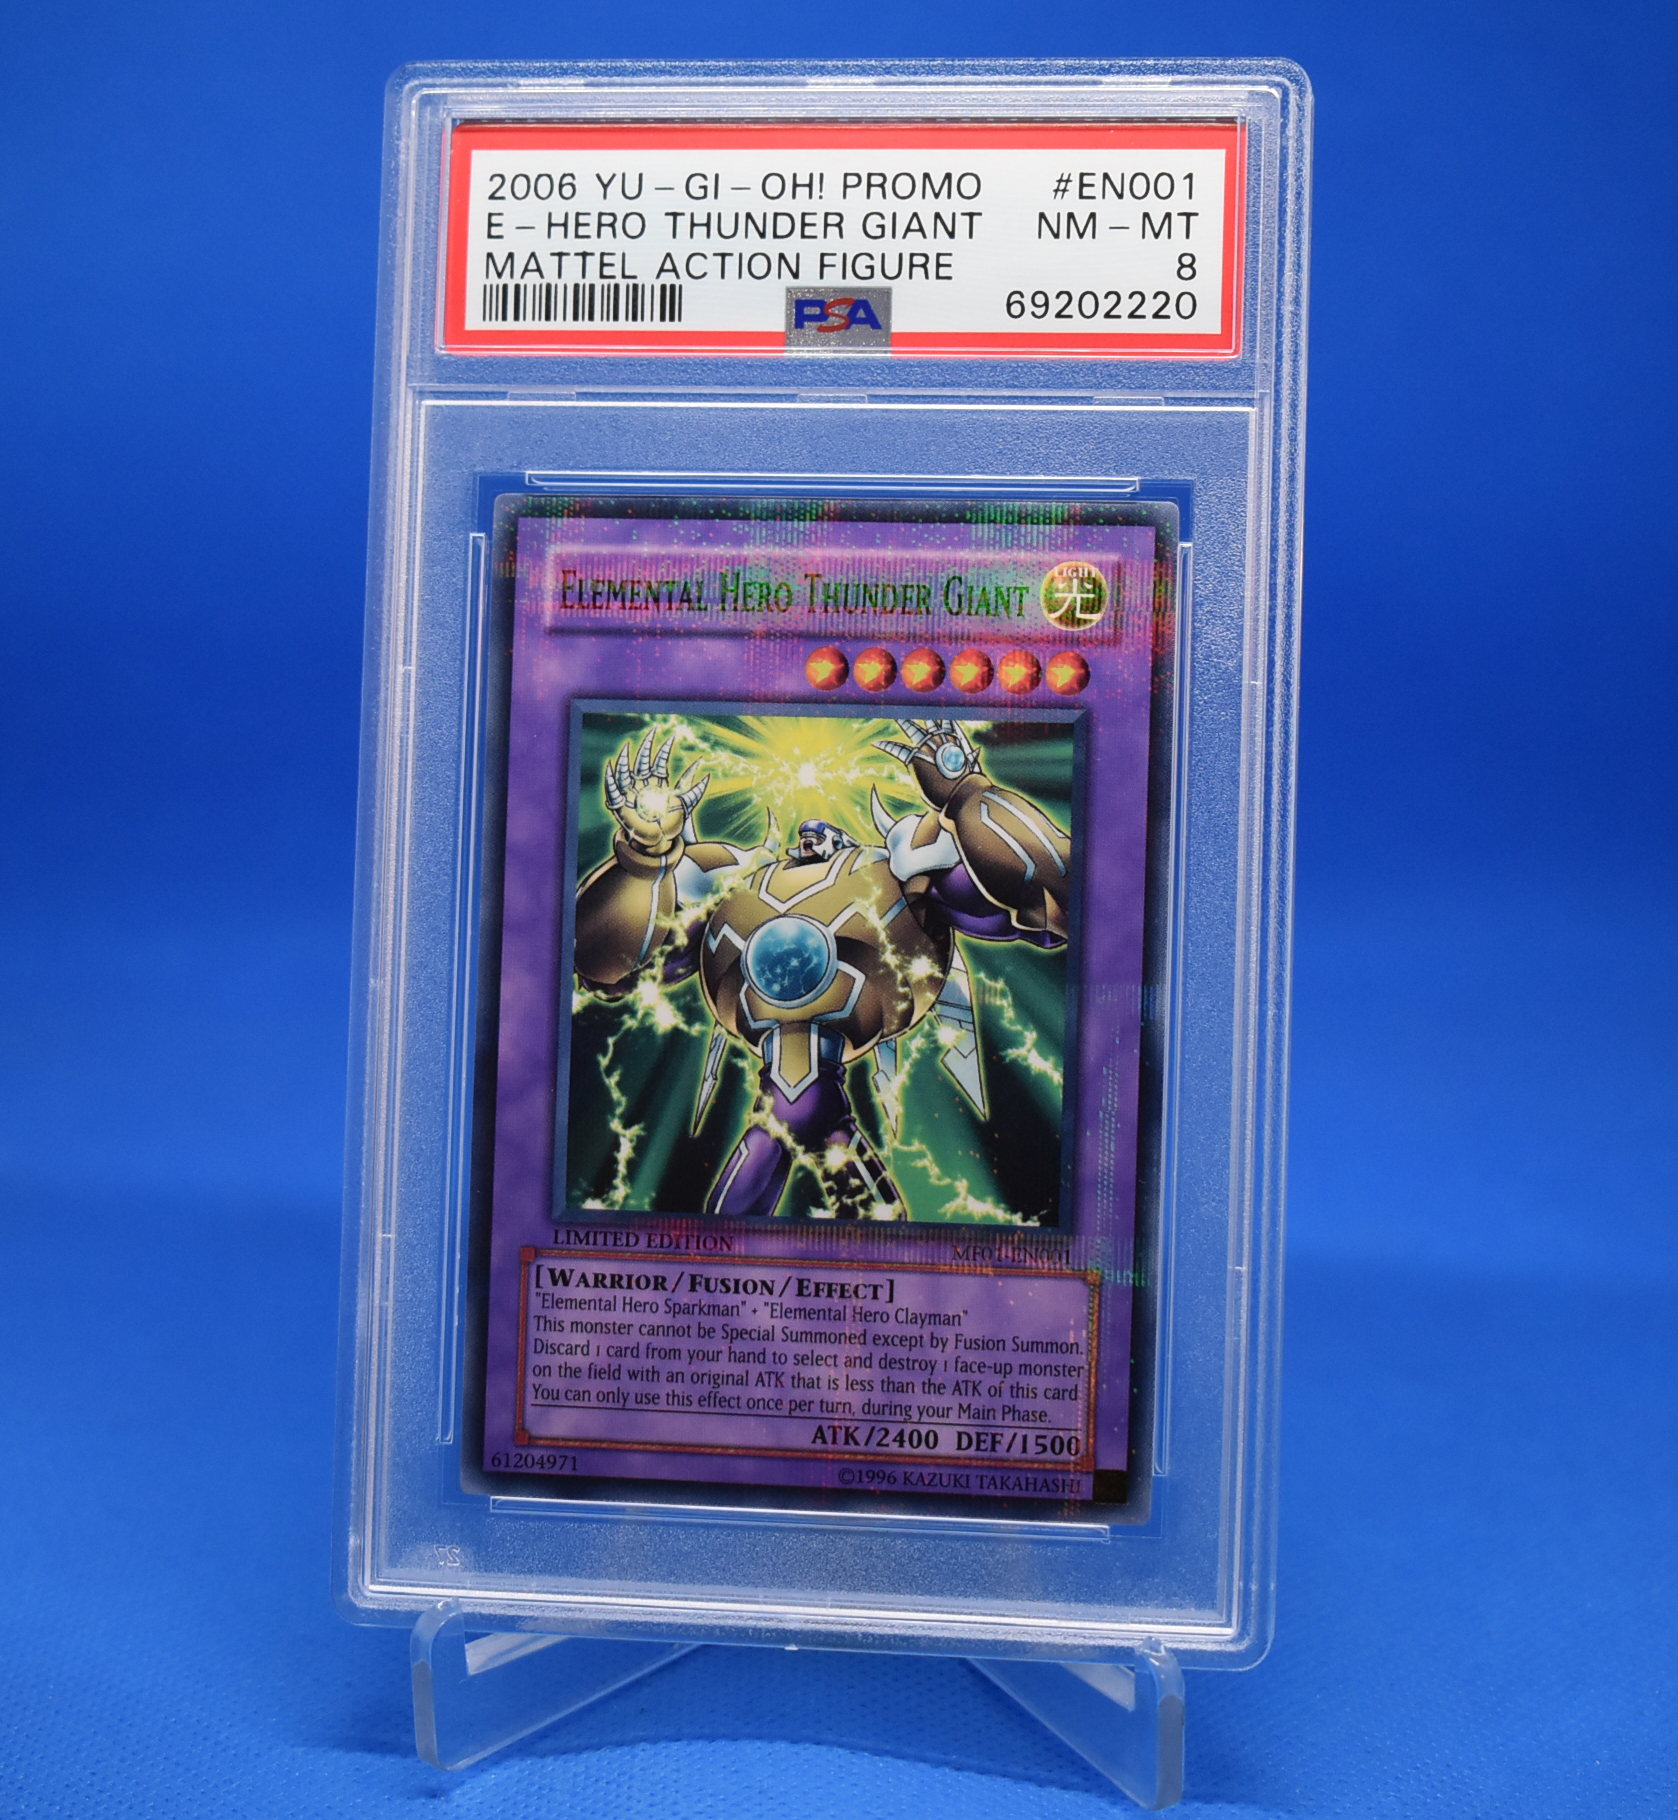 2006 YU-GI-OH! PROMO #EN001
E-HERO THUNDER GIANT NM-MT
MATTEL ACTION FIGURE 8
PSA 69202220
ELEMENTAL HERO THUNDER GIANT
LIGHT
光
LIMITED EDITION MF01-EN001
[WARRIOR/FUSION/EFFECT]
"Elemental Hero Sparkman" + "Elemental Hero Clayman"
This monster cannot be Special Summoned except by Fusion Summon.
Discard 1 card from your hand to select and destroy 1 face-up monster
on the field with an original ATK that is less than the ATK of this card.
You can only use this effect once per turn, during your Main Phase.
ATK/2400 DEF/1500
61204971 ©1996 KAZUKI TAKAHASHI
27